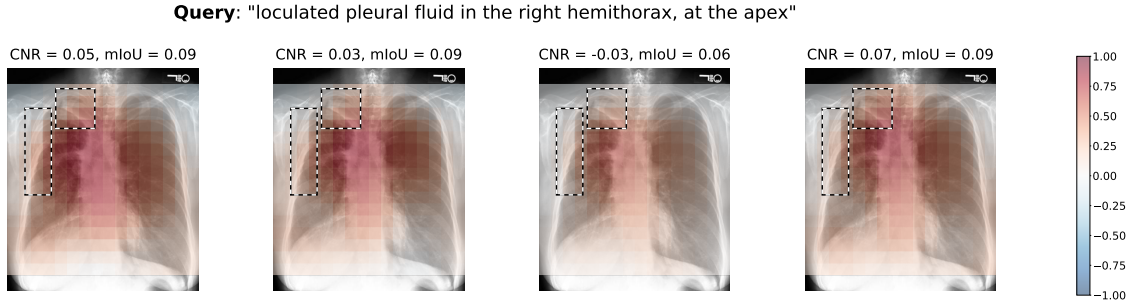 Query: "loculated pleural fluid in the right hemithorax, at the apex"
CNR = 0.05, mIoU = 0.09
CNR = 0.03, mIoU = 0.09
CNR = -0.03, mIoU = 0.06
CNR = 0.07, mIoU = 0.09
1.00
0.75
0.50
0.25
0.00
−0.25
−0.50
−0.75
−1.00